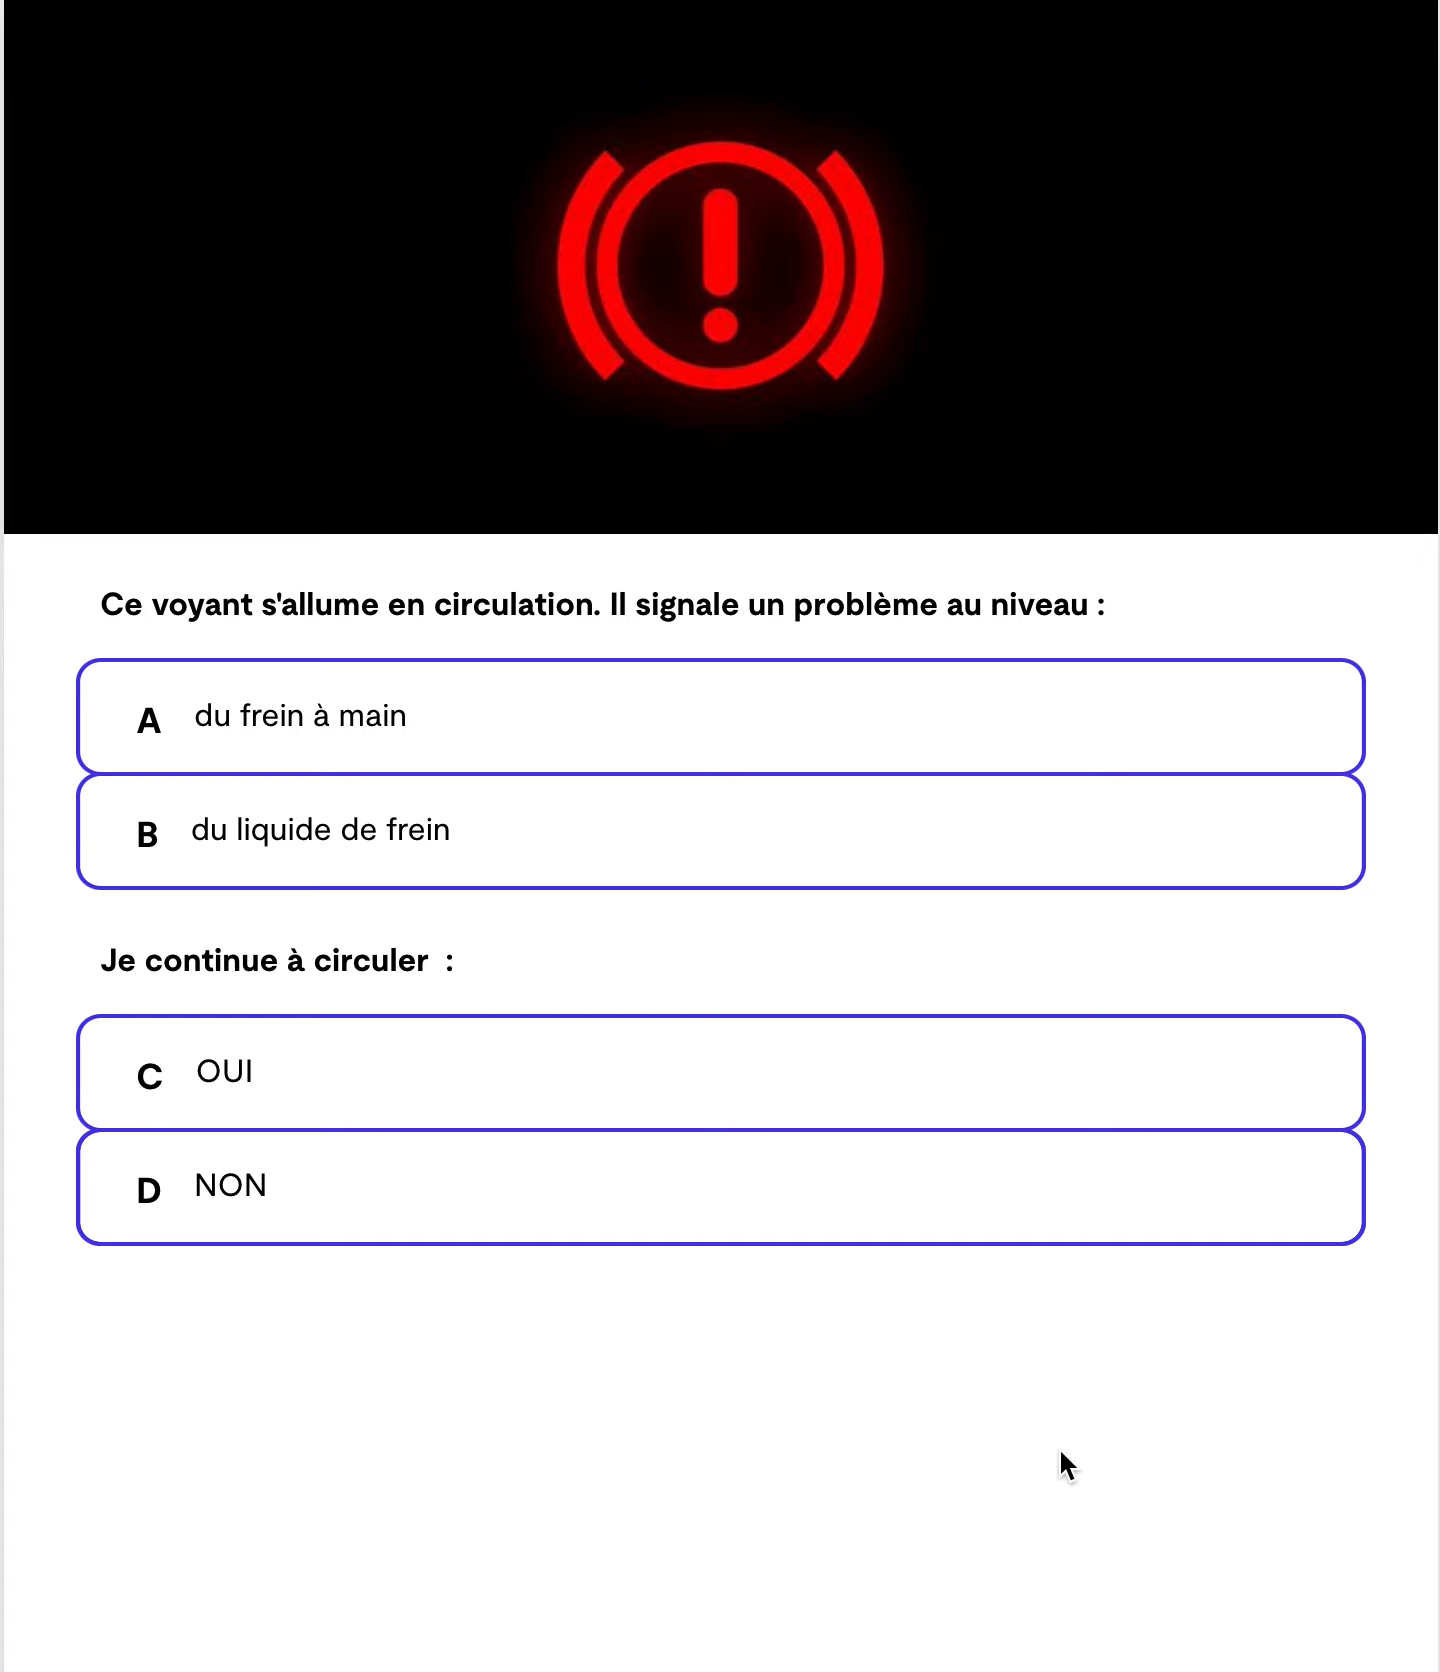 Ce voyant s'allume en circulation. Il signale un problème au niveau :
A du frein à main
B du liquide de frein
Je continue à circuler :
C OUI
D NON